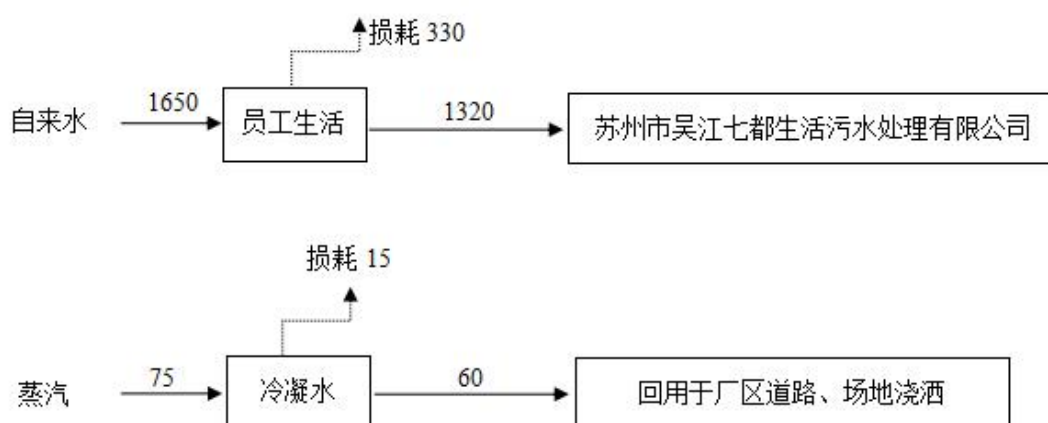 损耗 330
自来水
1650
员工生活
1320
苏州市吴江七都生活污水处理有限公司
损耗 15
蒸汽
75
冷凝水
60
回用于厂区道路、场地浇洒